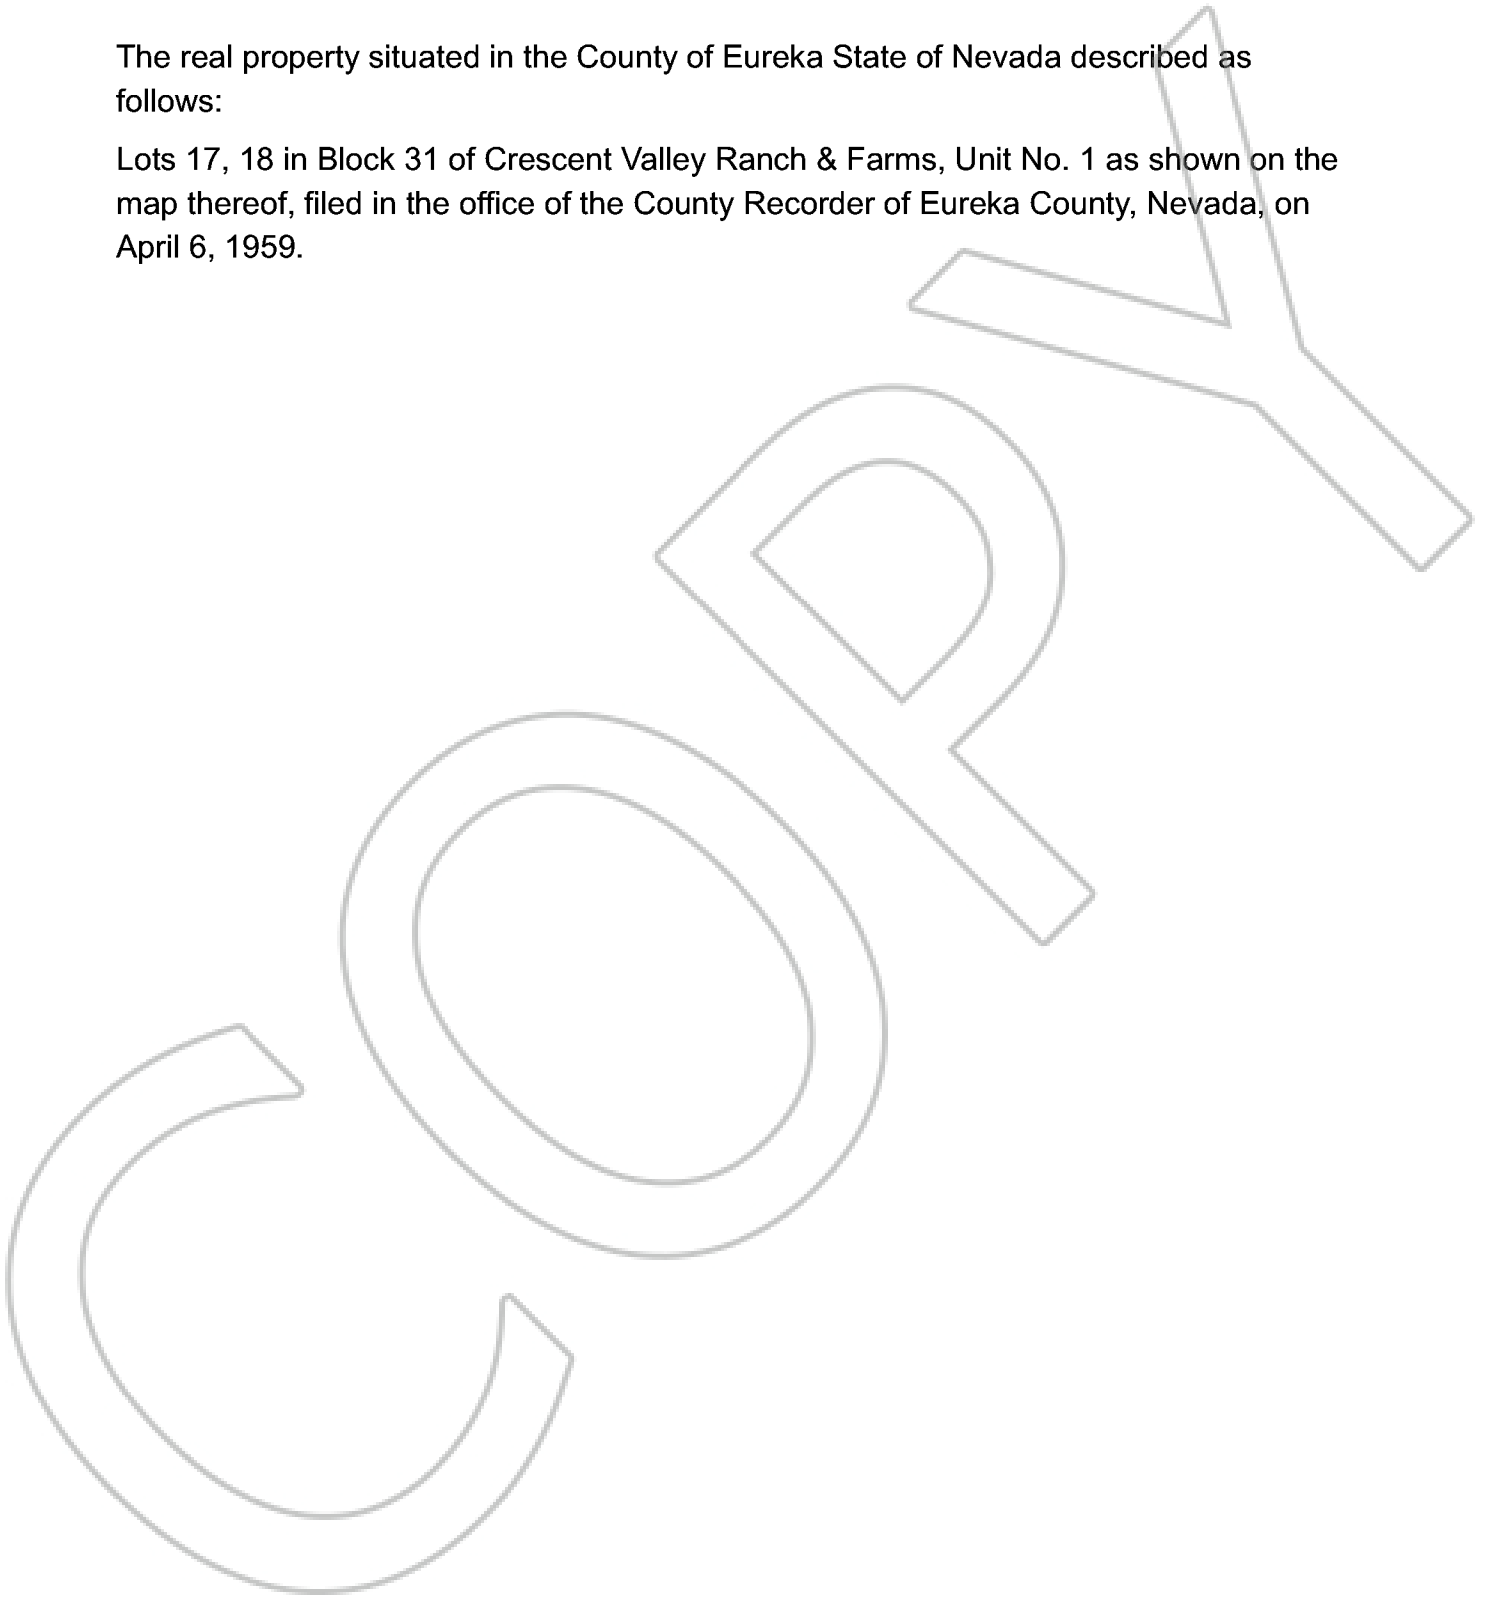 The real property situated in the County of Eureka State of Nevada described as
follows:
Lots 17, 18 in Block 31 of Crescent Valley Ranch & Farms, Unit No. 1 as shown on the
map thereof, filed in the office of the County Recorder of Eureka County, Nevada, on
April 6, 1959.
COPY